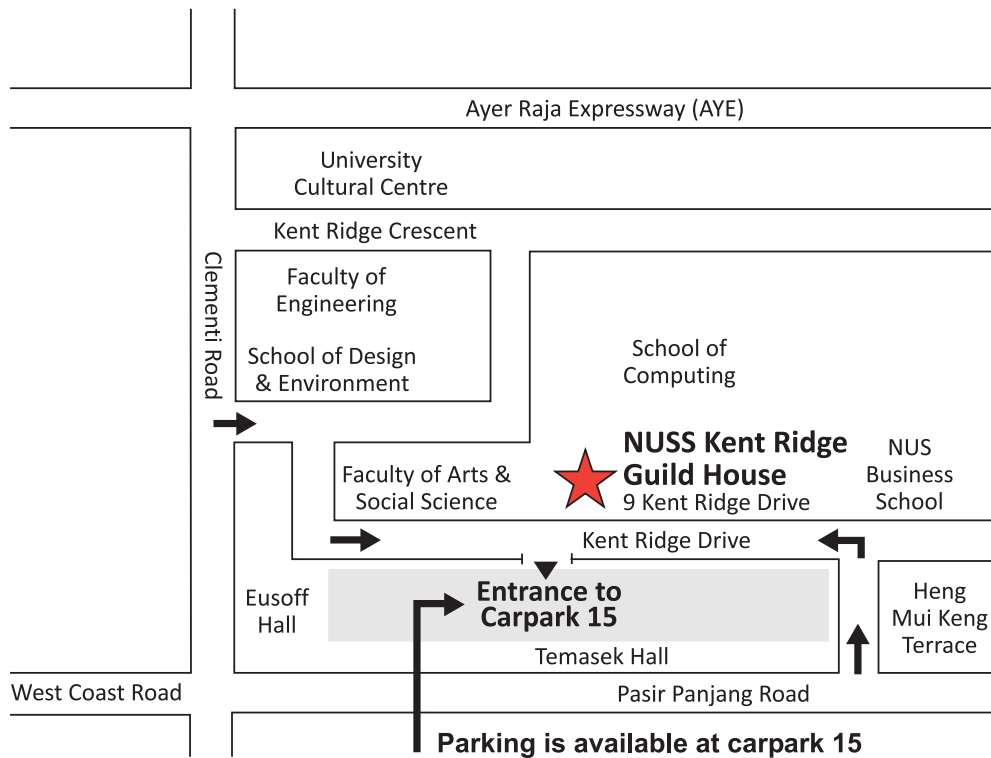 Ayer Raja Expressway (AYE)
University
Cultural Centre
Kent Ridge Crescent
Clementi Road
Faculty of
Engineering
School of Design
& Environment
School of
Computing
NUSS Kent Ridge
Guild House
9 Kent Ridge Drive
NUS
Business
School
Faculty of Arts &
Social Science
Kent Ridge Drive
Eusoff
Hall
Entrance to
Carpark 15
Heng
Mui Keng
Terrace
Temasek Hall
West Coast Road
Pasir Panjang Road
Parking is available at carpark 15